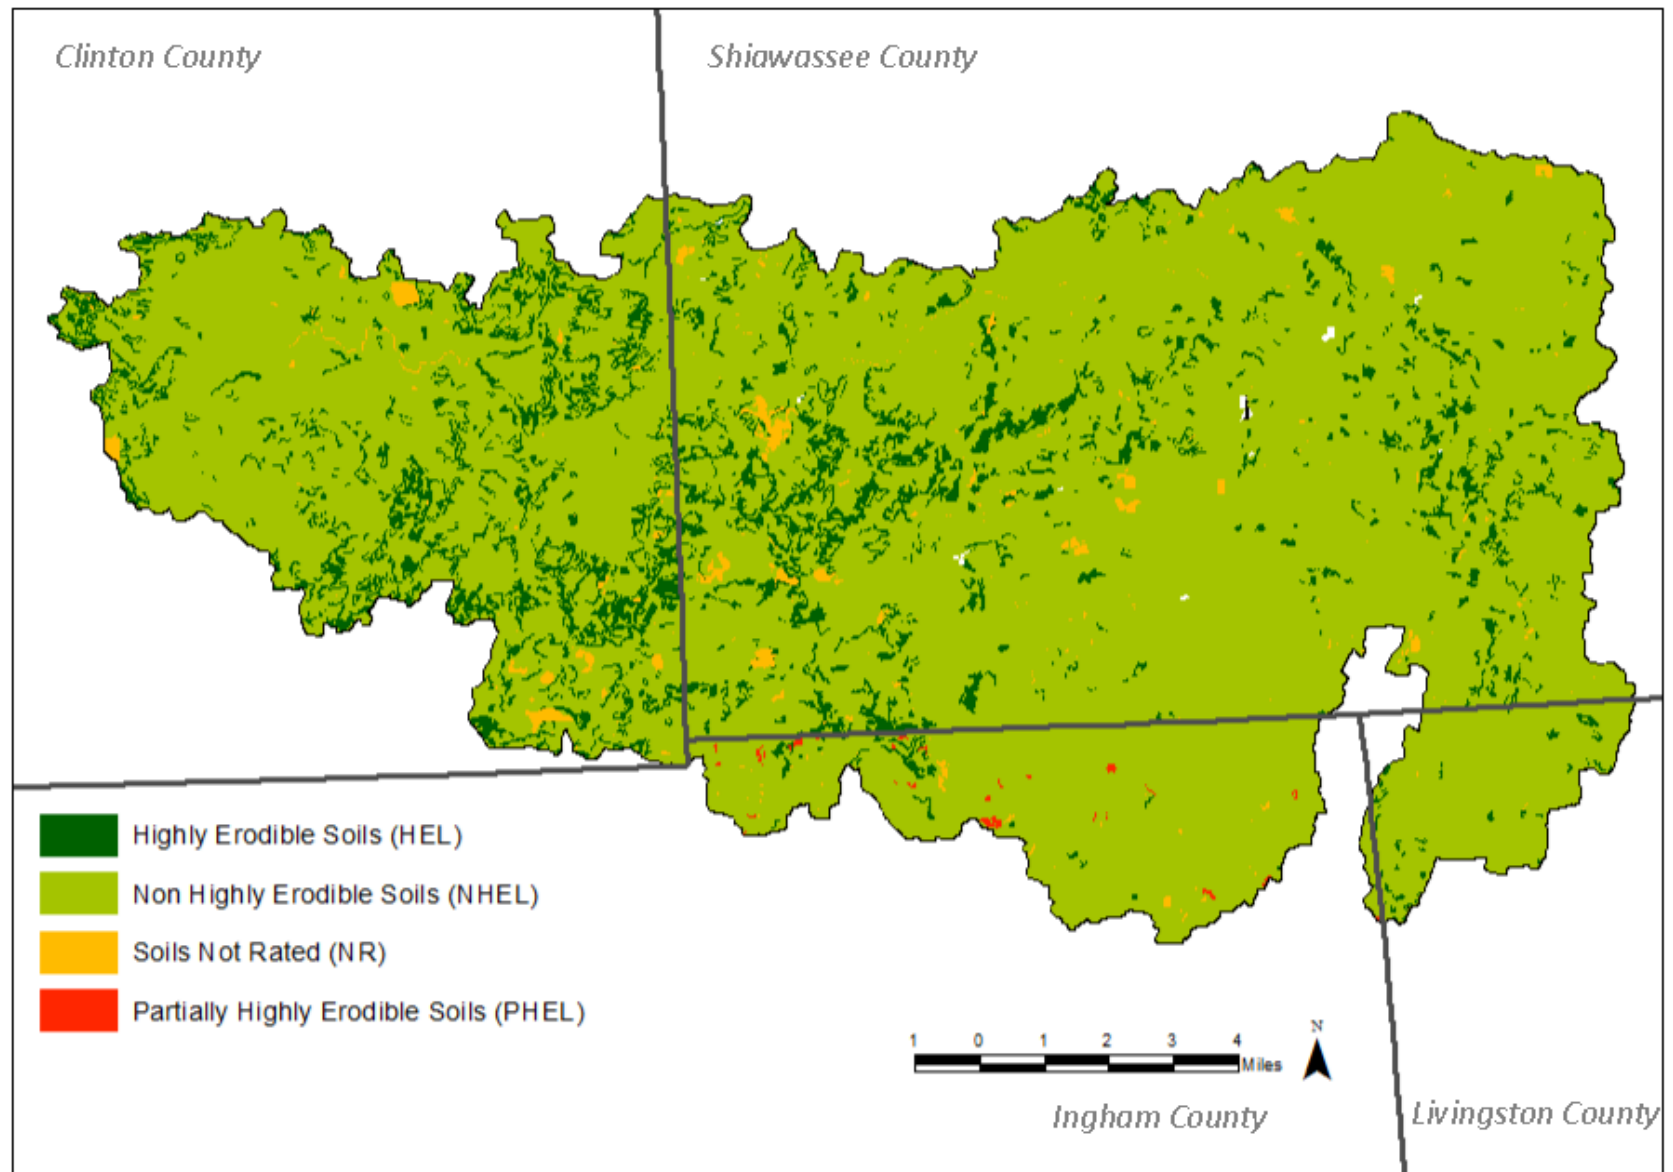 Clinton County
Shiawassee County
Highly Erodible Soils (HEL)
Non Highly Erodible Soils (NHEL)
Soils Not Rated (NR)
Partially Highly Erodible Soils (PHEL)
1 0 1 2 3 4
Miles
N
Ingham County
Livingston County